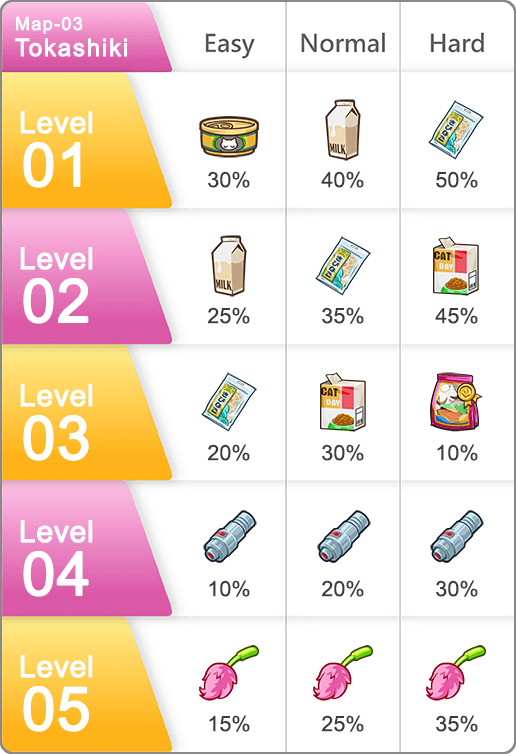 Map-03
Tokashiki
Easy Normal Hard
Level
01
MILK
30% 40% 50%
Level
02
MILK
CAT
DAY
25% 35% 45%
Level
03
CAT
DAY
20% 30% 10%
Level
04
10% 20% 30%
Level
05
15% 25% 35%